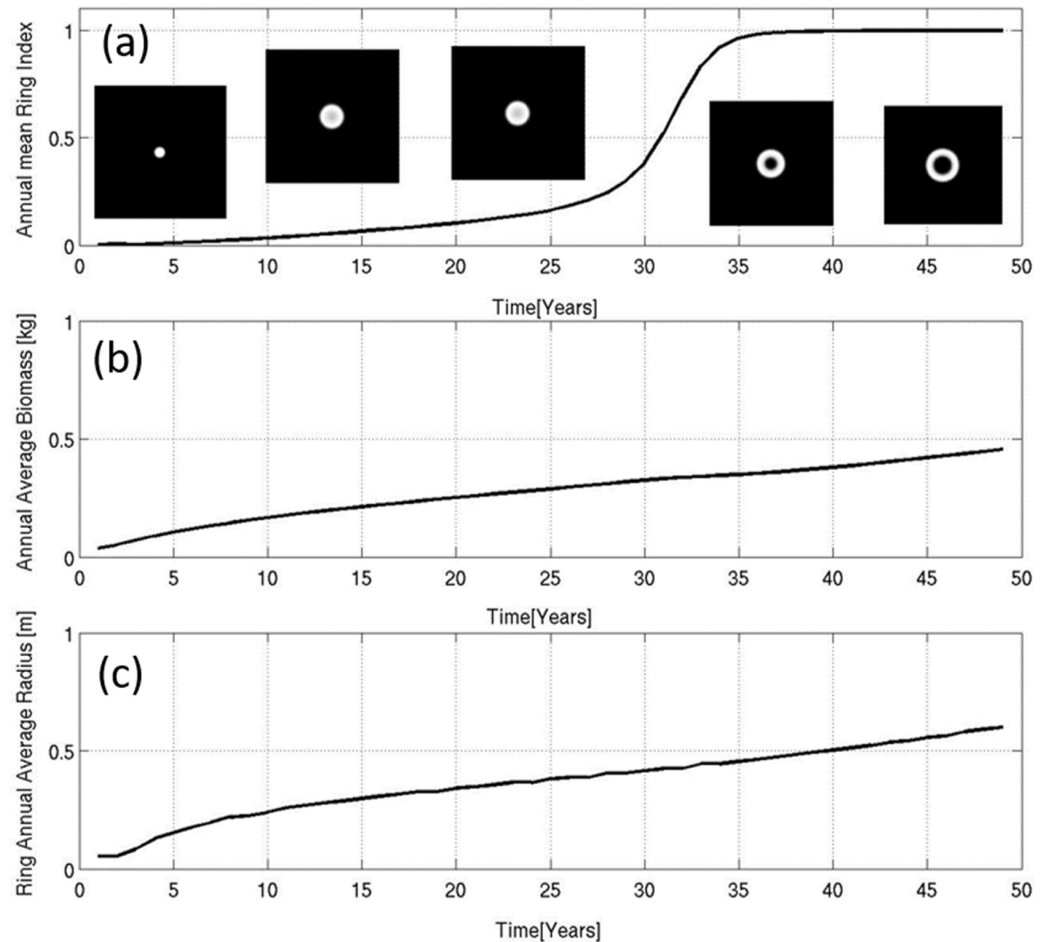 (a)
Annual mean Ring Index
1
0.5
0
0 5 10 15 20 25 30 35 40 45 50
Time[Years]
(b)
Annual Average Biomass [kg]
1
0.5
0
0 5 10 15 20 25 30 35 40 45 50
Time[Years]
(c)
Ring Annual Average Radius [m]
1
0.5
0
0 5 10 15 20 25 30 35 40 45 50
Time[Years]